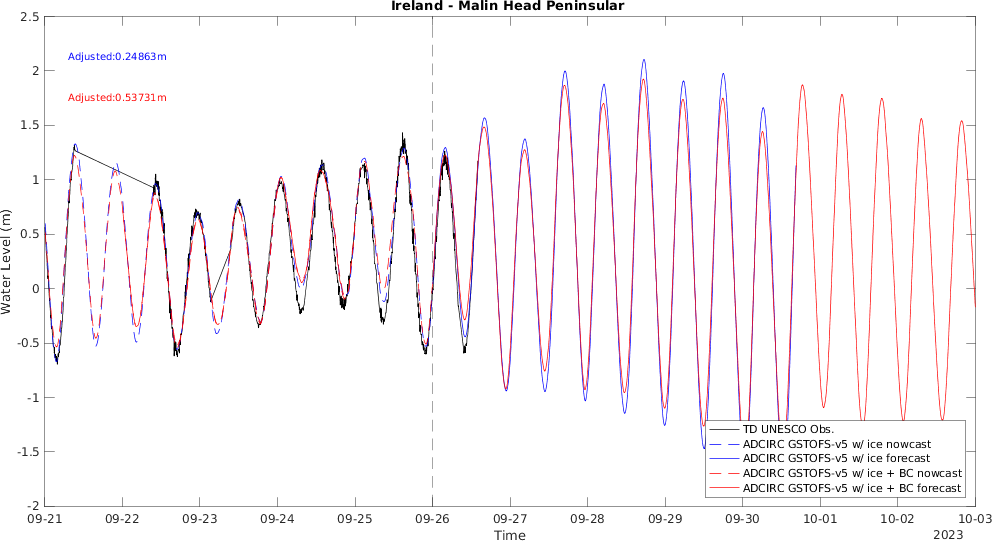 Ireland - Malin Head Peninsular
Adjusted:0.24863m
Adjusted:0.53731m
Water Level (m)
2.5
2
1.5
1
0.5
0
-0.5
-1
-1.5
-2
TD UNESCO Obs.
ADCIRC GSTOFS-v5 w/ ice nowcast
ADCIRC GSTOFS-v5 w/ ice forecast
ADCIRC GSTOFS-v5 w/ ice + BC nowcast
ADCIRC GSTOFS-v5 w/ ice + BC forecast
09-21 09-22 09-23 09-24 09-25 09-26 09-27 09-28 09-29 09-30 10-01 10-02 10-03
Time
2023